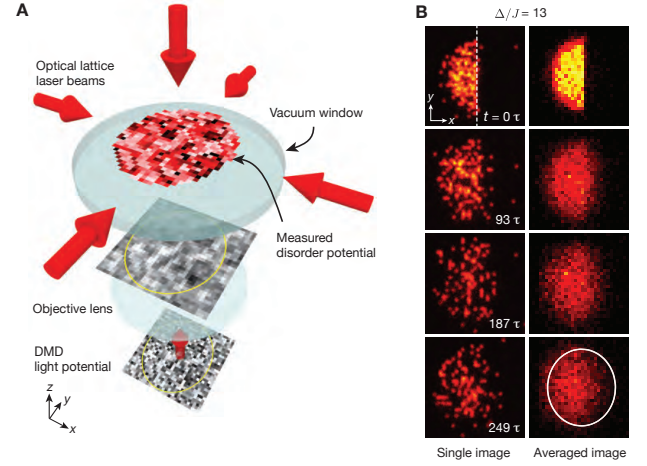 A
Optical lattice
laser beams
Vacuum window
Measured
disorder potential
Objective lens
DMD
light potential
z
y
x
B
Δ/J = 13
y
x
t = 0 τ
93 τ
187 τ
249 τ
Single image
Averaged image